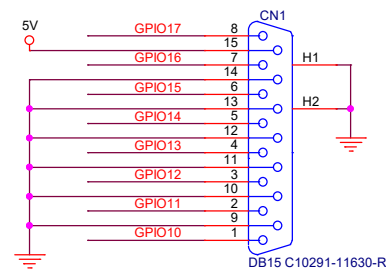 CN1
GPIO17 8
5V 15
GPIO16 7 H1
14
GPIO15 6
13 H2
GPIO14 5
12
GPIO13 4
11
GPIO12 3
10
GPIO11 2
9
GPIO10 1
DB15 C10291-11630-R